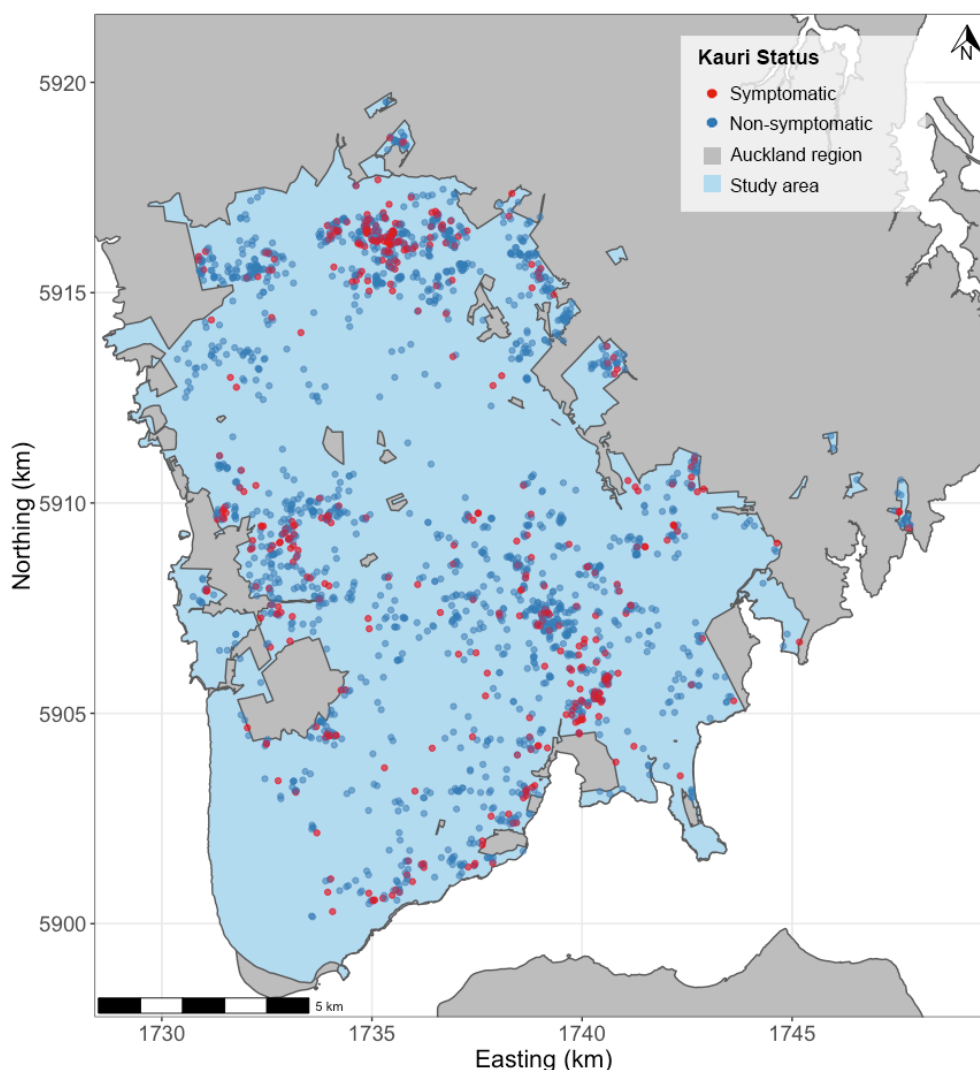 N
Kauri Status
Symptomatic
Non-symptomatic
Auckland region
Study area
5920
5915
5910
5905
5900
Northing (km)
5 km
1730
1735
1740
1745
Easting (km)